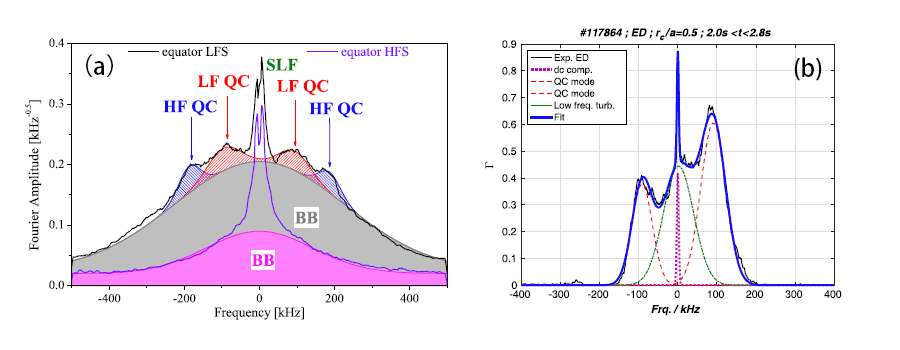 (a)
equator LFS
equator HFS
SLF
LF QC
LF QC
HF QC
HF QC
BB
BB
0.4
0.3
0.2
0.1
0.0
-400
-200
0
200
400
Frequency [kHz]
Fourier Amplitude [kHz-0.5]
#117864 ; ED ; rc/a=0.5 ; 2.0s <t<2.8s
(b)
Exp. ED
dc comp.
QC mode
QC mode
Low freq. turb.
Fit
0.9
0.8
0.7
0.6
0.5
0.4
0.3
0.2
0.1
0
-400
-300
-200
-100
0
100
200
300
400
Frq. / kHz
Γ